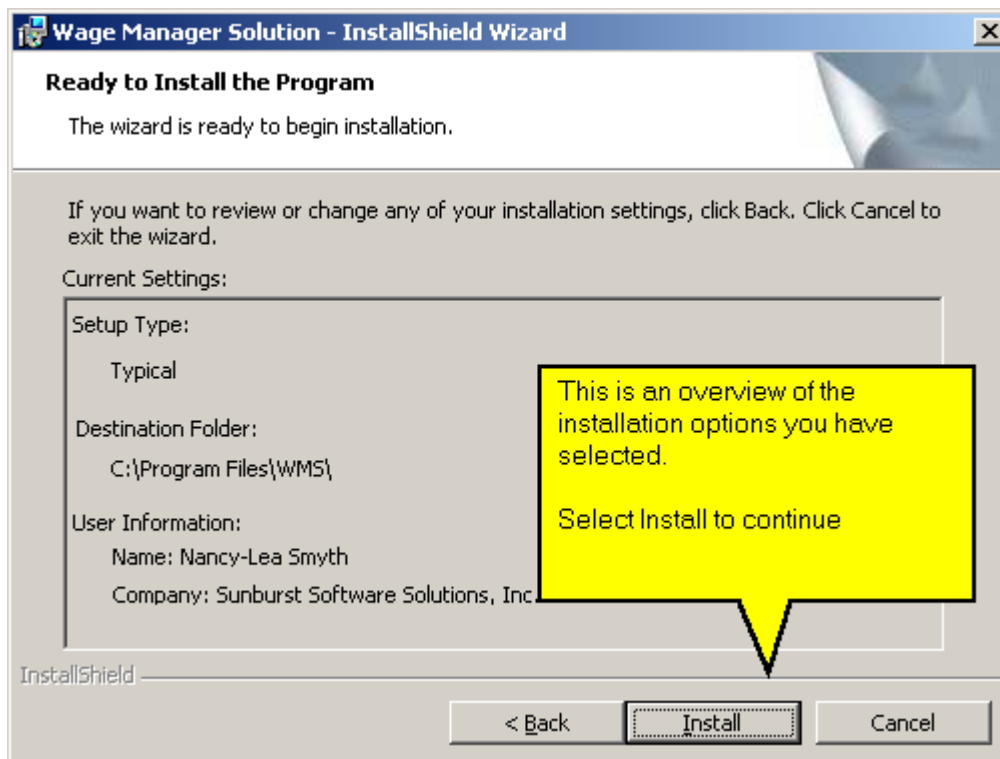 Wage Manager Solution - InstallShield Wizard
Ready to Install the Program
The wizard is ready to begin installation.
If you want to review or change any of your installation settings, click Back. Click Cancel to
exit the wizard.
Current Settings:
Setup Type:
Typical
Destination Folder:
C:\Program Files\WMS\
User Information:
Name: Nancy-Lea Smyth
Company: Sunburst Software Solutions, Inc.
This is an overview of the
installation options you have
selected.
Select Install to continue
InstallShield
< Back
Install
Cancel